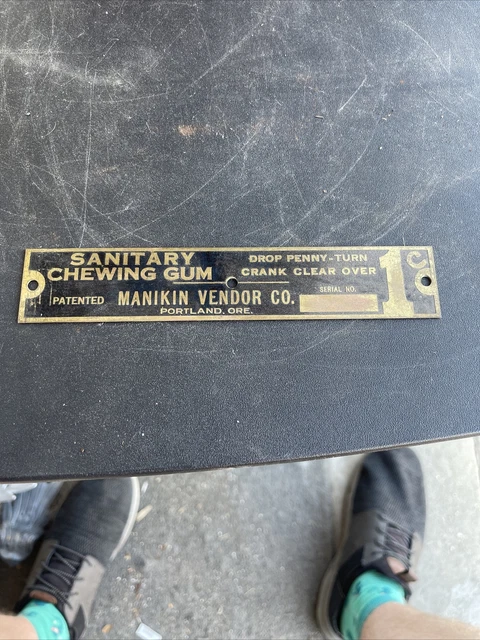 SANITARY
CHEWING GUM
DROP PENNY-TURN
CRANK CLEAR OVER
1¢
PATENTED
MANIKIN VENDOR CO.
PORTLAND, ORE.
SERIAL NO.